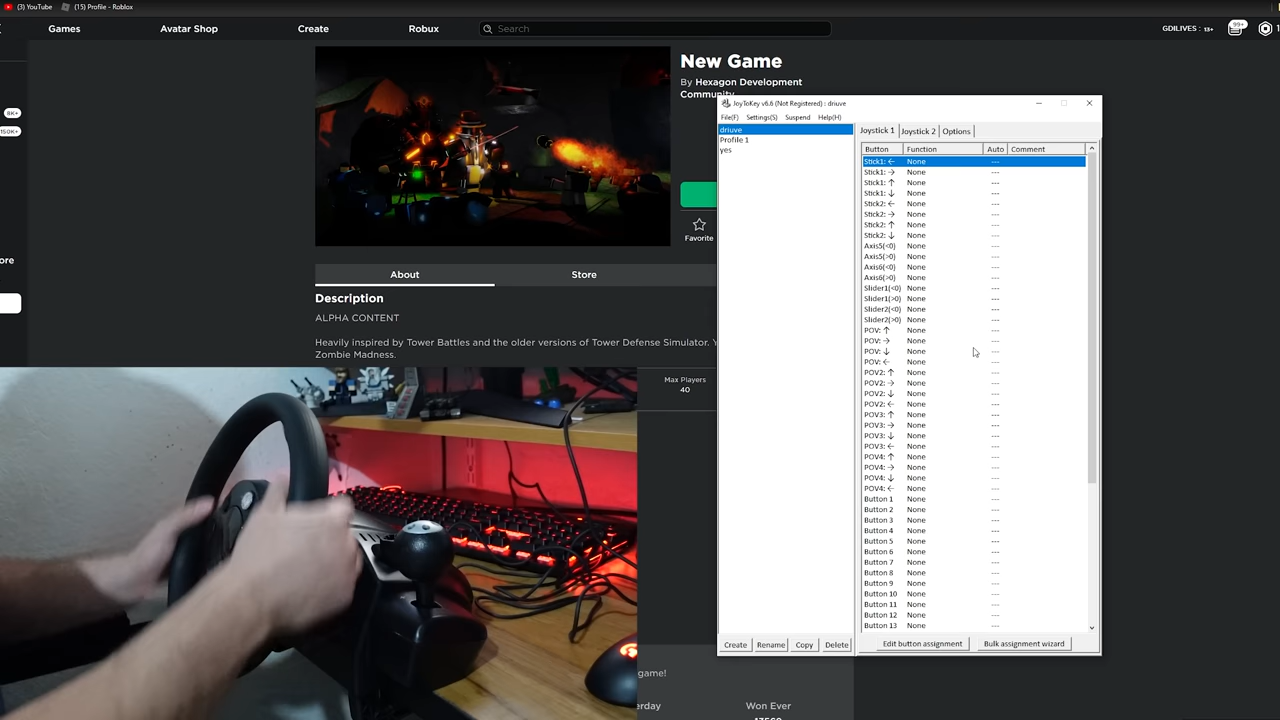 (3) YouTube
(15) Profile - Roblox
Games
Avatar Shop
Create
Roblox
Search
GDILIVES : 13+
99+
8K+
150K+
ore
New Game
By Hexagon Development
Community
Favorite
About
Store
Description
ALPHA CONTENT
Heavily inspired by Tower Battles and the older versions of Tower Defense Simulator. Y
Zombie Madness.
Max Players
40
game!
erday
Won Ever
JoyToKey v6.6 (Not Registered) : driuve
File(F) Settings(S) Suspend Help(H)
driuve
Profile 1
yes
Joystick 1 Joystick 2 Options
Button Function Auto Comment
Stick1: ← None ---
Stick1: → None ---
Stick1: ↑ None ---
Stick1: ↓ None ---
Stick2: ← None ---
Stick2: → None ---
Stick2: ↑ None ---
Stick2: ↓ None ---
Axis5(<0) None ---
Axis5(>0) None ---
Axis6(<0) None ---
Axis6(>0) None ---
Slider1(<0) None ---
Slider1(>0) None ---
Slider2(<0) None ---
Slider2(>0) None ---
POV: ↑ None ---
POV: → None ---
POV: ↓ None ---
POV: ← None ---
POV2: ↑ None ---
POV2: → None ---
POV2: ↓ None ---
POV2: ← None ---
POV3: ↑ None ---
POV3: → None ---
POV3: ↓ None ---
POV3: ← None ---
POV4: ↑ None ---
POV4: → None ---
POV4: ↓ None ---
POV4: ← None ---
Button 1 None ---
Button 2 None ---
Button 3 None ---
Button 4 None ---
Button 5 None ---
Button 6 None ---
Button 7 None ---
Button 8 None ---
Button 9 None ---
Button 10 None ---
Button 11 None ---
Button 12 None ---
Button 13 None ---
Create Rename Copy Delete
Edit button assignment Bulk assignment wizard